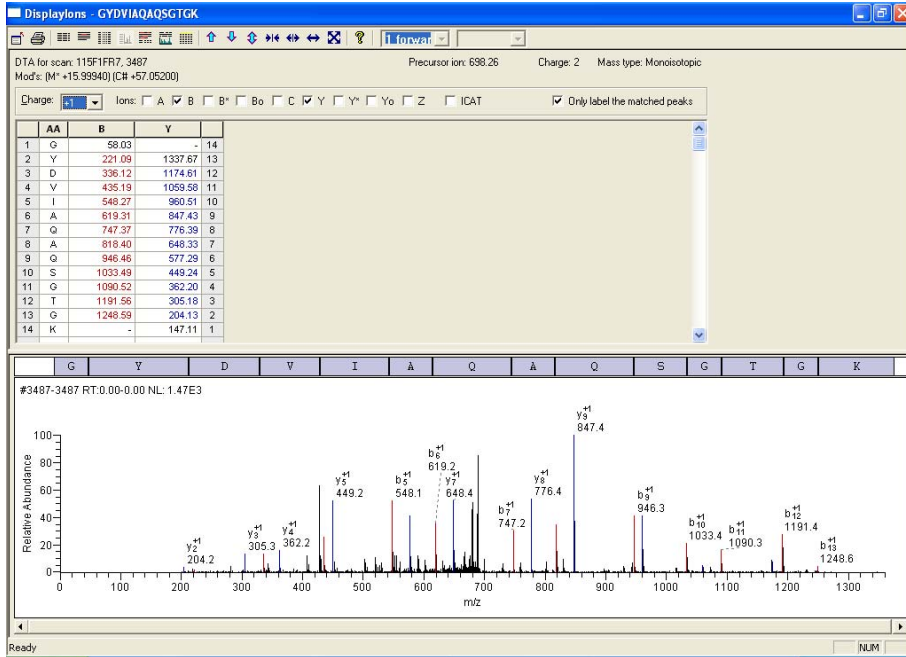 DisplayIons - GYDVIAQAQSGTGK
1 forwar
DTA for scan: 115F1FR7, 3487 Precursor ion: 698.26 Charge: 2 Mass type: Monoisotopic
Mod's: (M* +15.99940) (C# +57.05200)
Charge: +1 Ions: A B B* Bo C Y Y* Yo Z ICAT Only label the matched peaks
AA B Y
1 G 58.03 - 14
2 Y 221.09 1337.67 13
3 D 336.12 1174.61 12
4 V 435.19 1059.58 11
5 I 548.27 960.51 10
6 A 619.31 847.43 9
7 Q 747.37 776.39 8
8 A 818.40 648.33 7
9 Q 946.46 577.29 6
10 S 1033.49 449.24 5
11 G 1090.52 362.20 4
12 T 1191.56 305.18 3
13 G 1248.59 204.13 2
14 K - 147.11 1
G Y D V I A Q A Q S G T G K
#3487-3487 RT:0.00-0.00 NL: 1.47E3
Relative Abundance
100
80
60
40
20
0
y2+1 204.2
y3+1 305.3
y4+1 362.2
y5+1 449.2
b5+1 548.1
b6+1 619.2
y7+1 648.4
b7+1 747.2
y8+1 776.4
y9+1 847.4
b9+1 946.3
b10+1 1033.4
b11+1 1090.3
b12+1 1191.4
b13+1 1248.6
0 100 200 300 400 500 600 700 800 900 1000 1100 1200 1300
m/z
Ready NUM